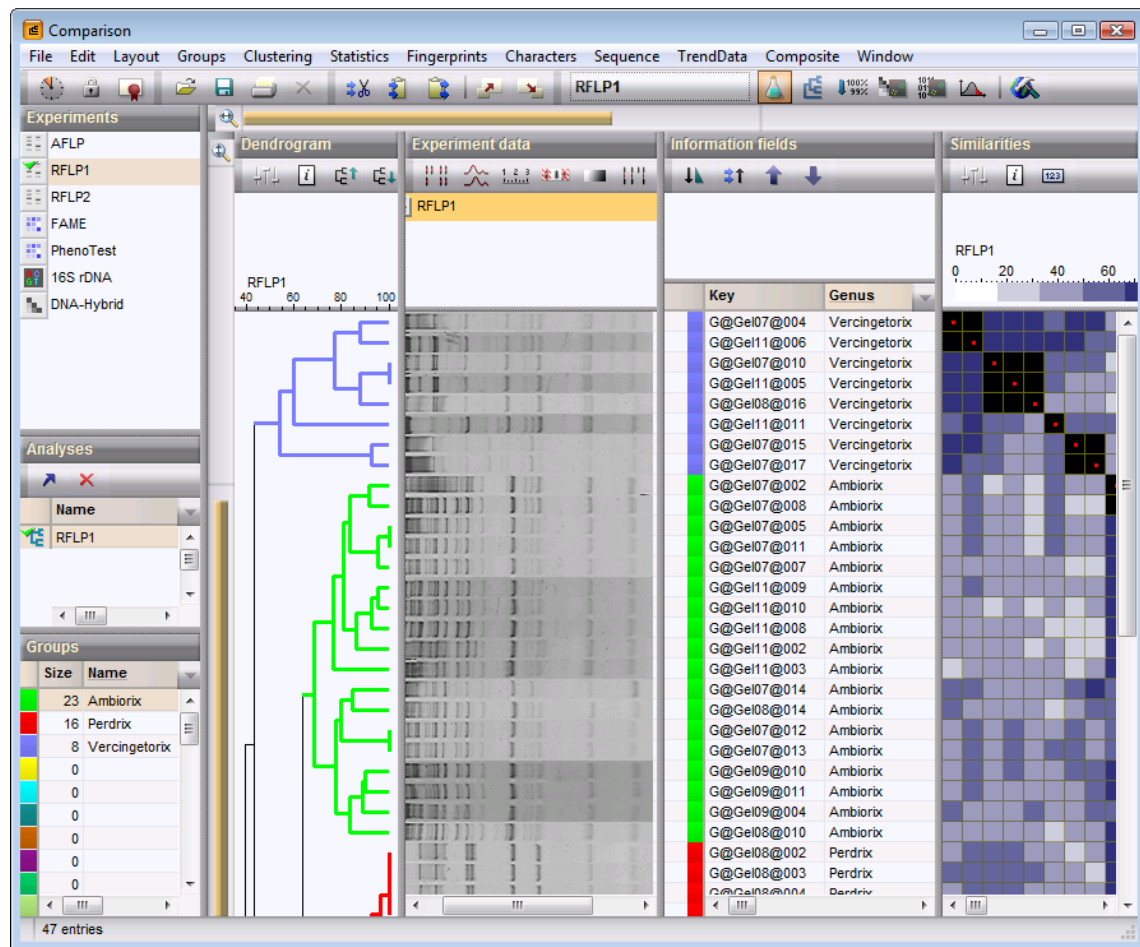 Comparison
File Edit Layout Groups Clustering Statistics Fingerprints Characters Sequence TrendData Composite Window
RFLP1
Experiments
AFLP
RFLP1
RFLP2
FAME
PhenoTest
16S rDNA
DNA-Hybrid
Analyses
Name
RFLP1
Groups
Size Name
23 Ambiorix
16 Perdrix
8 Vercingetorix
0
0
0
0
0
0
Dendrogram
RFLP1
40 60 80 100
Experiment data
RFLP1
Information fields
Key Genus
G@Gel07@004 Vercingetorix
G@Gel11@006 Vercingetorix
G@Gel07@010 Vercingetorix
G@Gel11@005 Vercingetorix
G@Gel08@016 Vercingetorix
G@Gel11@011 Vercingetorix
G@Gel07@015 Vercingetorix
G@Gel07@017 Vercingetorix
G@Gel07@002 Ambiorix
G@Gel07@008 Ambiorix
G@Gel07@005 Ambiorix
G@Gel07@011 Ambiorix
G@Gel07@007 Ambiorix
G@Gel11@009 Ambiorix
G@Gel11@010 Ambiorix
G@Gel11@008 Ambiorix
G@Gel11@002 Ambiorix
G@Gel11@003 Ambiorix
G@Gel07@014 Ambiorix
G@Gel08@014 Ambiorix
G@Gel07@012 Ambiorix
G@Gel07@013 Ambiorix
G@Gel09@010 Ambiorix
G@Gel09@011 Ambiorix
G@Gel09@004 Ambiorix
G@Gel08@010 Ambiorix
G@Gel08@002 Perdrix
G@Gel08@003 Perdrix
G@Gel08@004 Perdrix
Similarities
RFLP1
0 20 40 60
47 entries